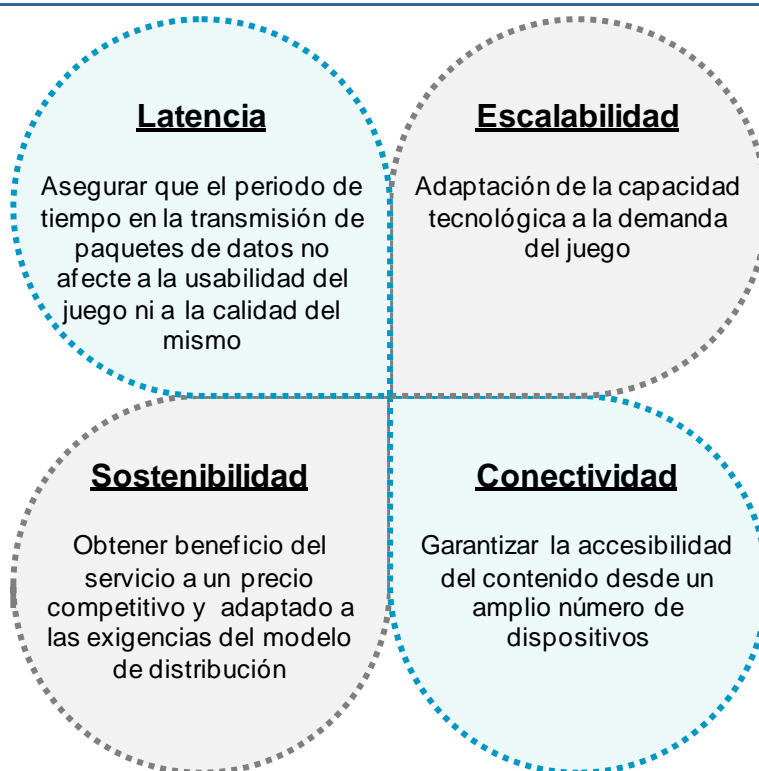 Latencia
Asegurar que el periodo de
tiempo en la transmisión de
paquetes de datos no
afecte a la usabilidad del
juego ni a la calidad del
mismo
Escalabilidad
Adaptación de la capacidad
tecnológica a la demanda
del juego
Sostenibilidad
Obtener beneficio del
servicio a un precio
competitivo y adaptado a
las exigencias del modelo
de distribución
Conectividad
Garantizar la accesibilidad
del contenido desde un
amplio número de
dispositivos